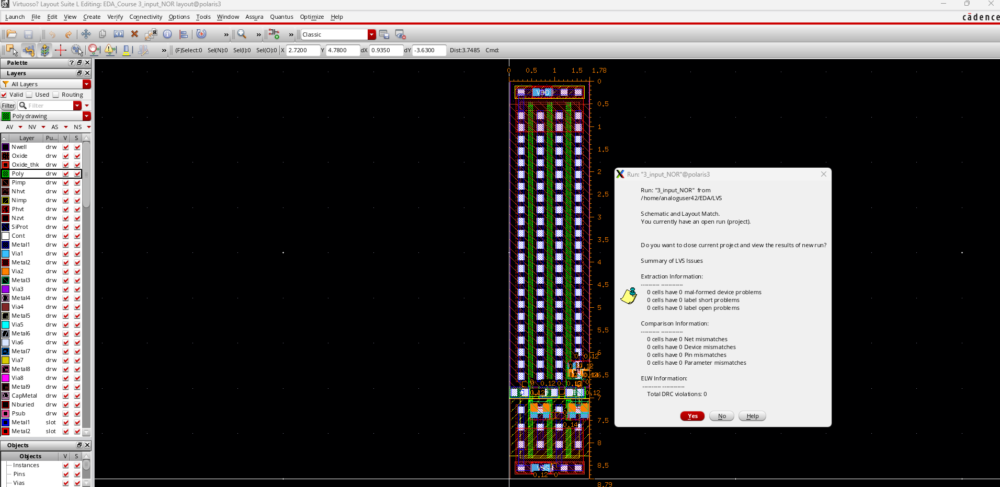 Virtuoso? Layout Suite L Editing: EDA_Course 3_input_NOR layout@polaris3
Launch File Edit View Create Verify Connectivity Options Tools Window Assura Quantus Optimize Help
cādence
Classic
(F)Select:0 Sel(N):0 Sel(I):0 Sel(O):0 X 2.7200 Y 4.7800 dX 0.9350 dY -3.6300 Dist:3.7485 Cmd:
Palette
Layers
All Layers
Valid Used Routing
Filter Filter
Poly drawing
AV NV AS NS
Layer Pu... V S
Nwell drw
Oxide drw
Oxide_thk drw
Poly drw
Pimp drw
Nhvt drw
Nimp drw
Phvt drw
Nzvt drw
SiProt drw
Cont drw
Metal1 drw
Via1 drw
Metal2 drw
Via2 drw
Metal3 drw
Via3 drw
Metal4 drw
Via4 drw
Metal5 drw
Via5 drw
Metal6 drw
Via6 drw
Metal7 drw
Via7 drw
Metal8 drw
Via8 drw
Metal9 drw
CapMetal drw
Nburied drw
Psub drw
Metal1 slot
Metal2 slot
Objects
Objects V S
Instances
Pins
Vias
0 0.5 1 1.5 1.78
0
VDD
0.5
1
1.5
2
2.5
3
3.5
4
4.5
5
5.5
6
0.12
6.5
0.12 0 0.12 0
0.12
7
7.5
0.14
8
8.5
VSS
0.12 0
8.79
Run: "3_input_NOR"@polaris3
Run: "3_input_NOR" from
/home/analoguser42/EDA/LVS
Schematic and Layout Match.
You currently have an open run (project).
Do you want to close current project and view the results of new run?
Summary of LVS Issues
Extraction Information:
0 cells have 0 mal-formed device problems
0 cells have 0 label short problems
0 cells have 0 label open problems
Comparison Information:
0 cells have 0 Net mismatches
0 cells have 0 Device mismatches
0 cells have 0 Pin mismatches
0 cells have 0 Parameter mismatches
ELW Information:
Total DRC violations: 0
Yes No Help